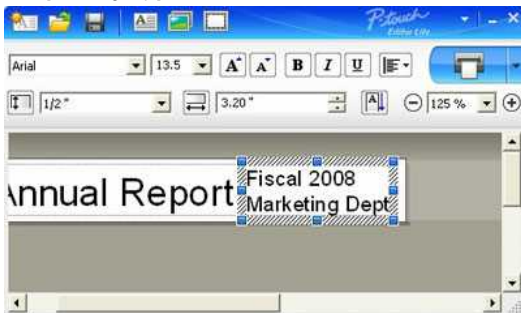 P-touch
Editor Lite
Arial
13.5
A
A
B
I
U
1/2"
3.20"
A
125 %
Annual Report
Fiscal 2008
Marketing Dept